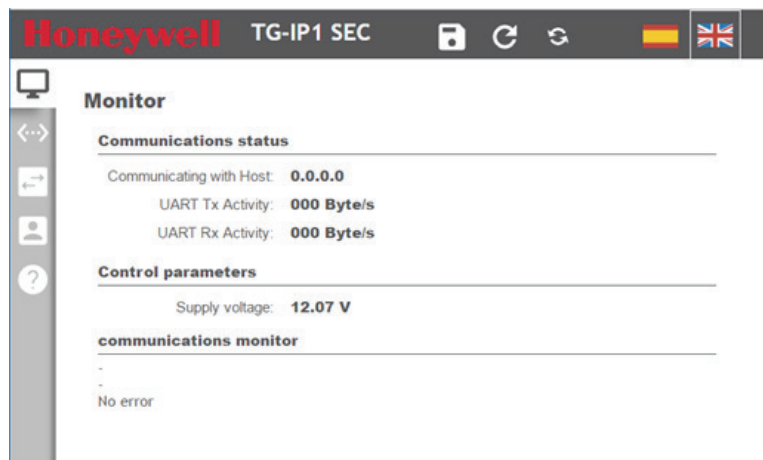 Honeywell TG-IP1 SEC
Monitor
Communications status
Communicating with Host: 0.0.0.0
UART Tx Activity: 000 Byte/s
UART Rx Activity: 000 Byte/s
Control parameters
Supply voltage: 12.07 V
communications monitor
-
-
No error